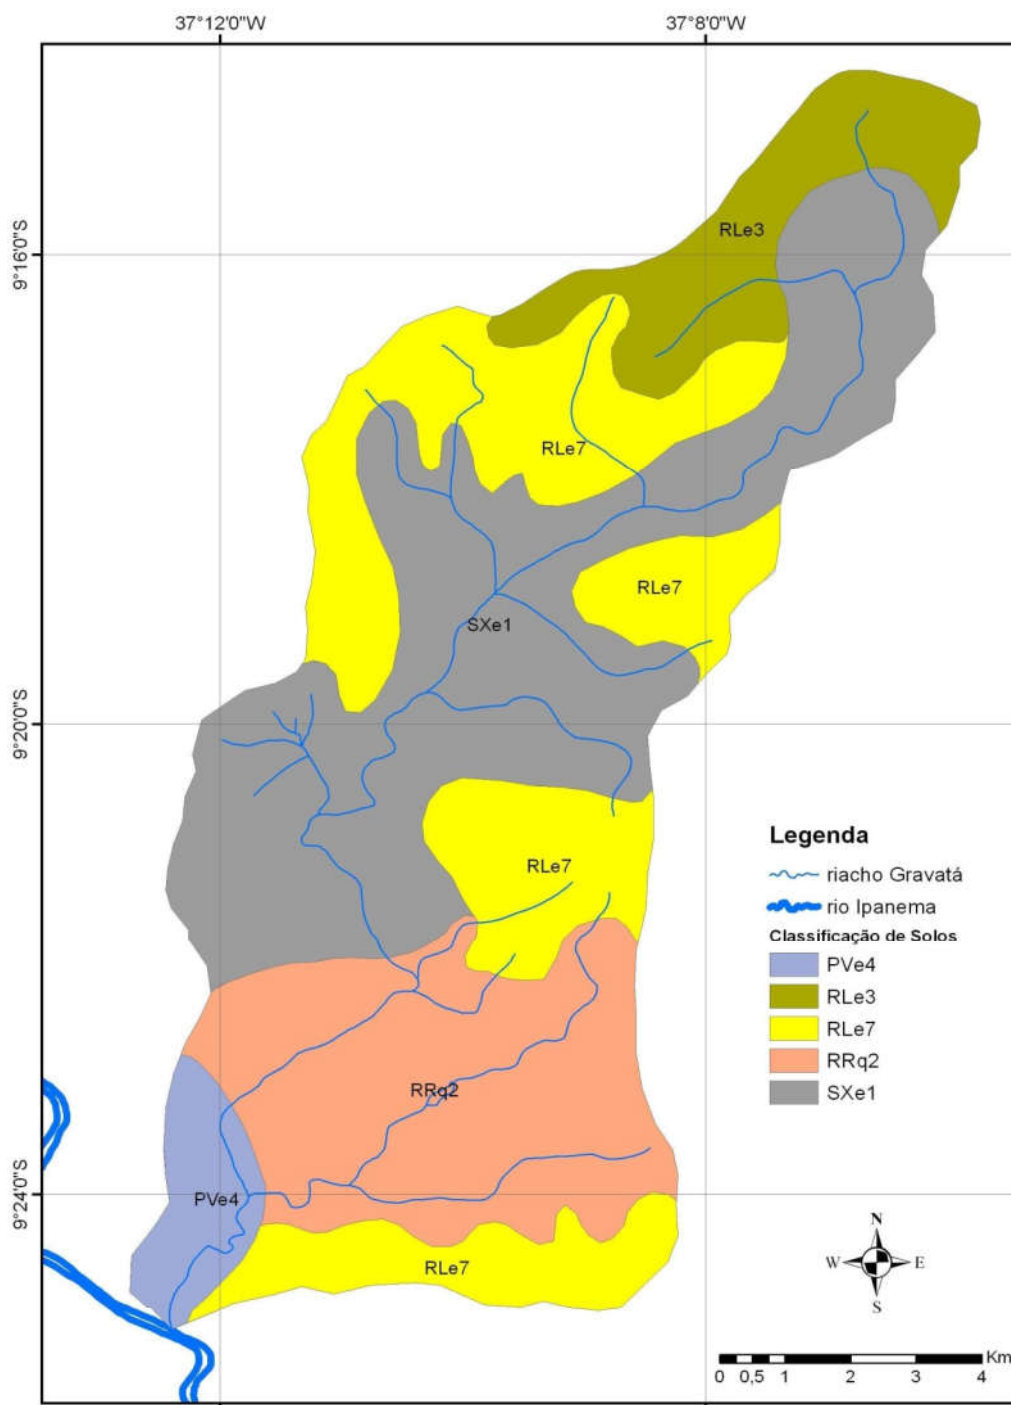 37°12'0"W
37°8'0"W
RLe3
9°16'0"S
RLe7
RLe7
SXe1
9°20'0"S
RLe7
RRq2
9°24'0"S
PVe4
RLe7
Legenda
riacho Gravatá
rio Ipanema
Classificação de Solos
PVe4
RLe3
RLe7
RRq2
SXe1
N
W E
S
Km
0 0,5 1 2 3 4